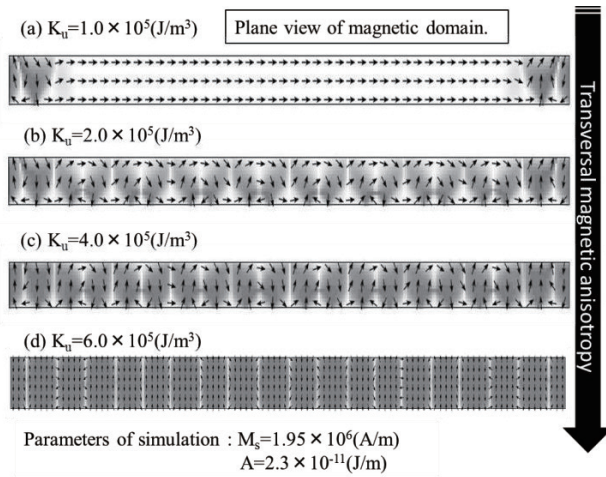 (a) Kᵤ=1.0 × 10⁵(J/m³)
Plane view of magnetic domain.
(b) Kᵤ=2.0 × 10⁵(J/m³)
(c) Kᵤ=4.0 × 10⁵(J/m³)
(d) Kᵤ=6.0 × 10⁵(J/m³)
Transversal magnetic anisotropy
Parameters of simulation : Mₛ=1.95 × 10⁶(A/m)
A=2.3 × 10⁻¹¹(J/m)